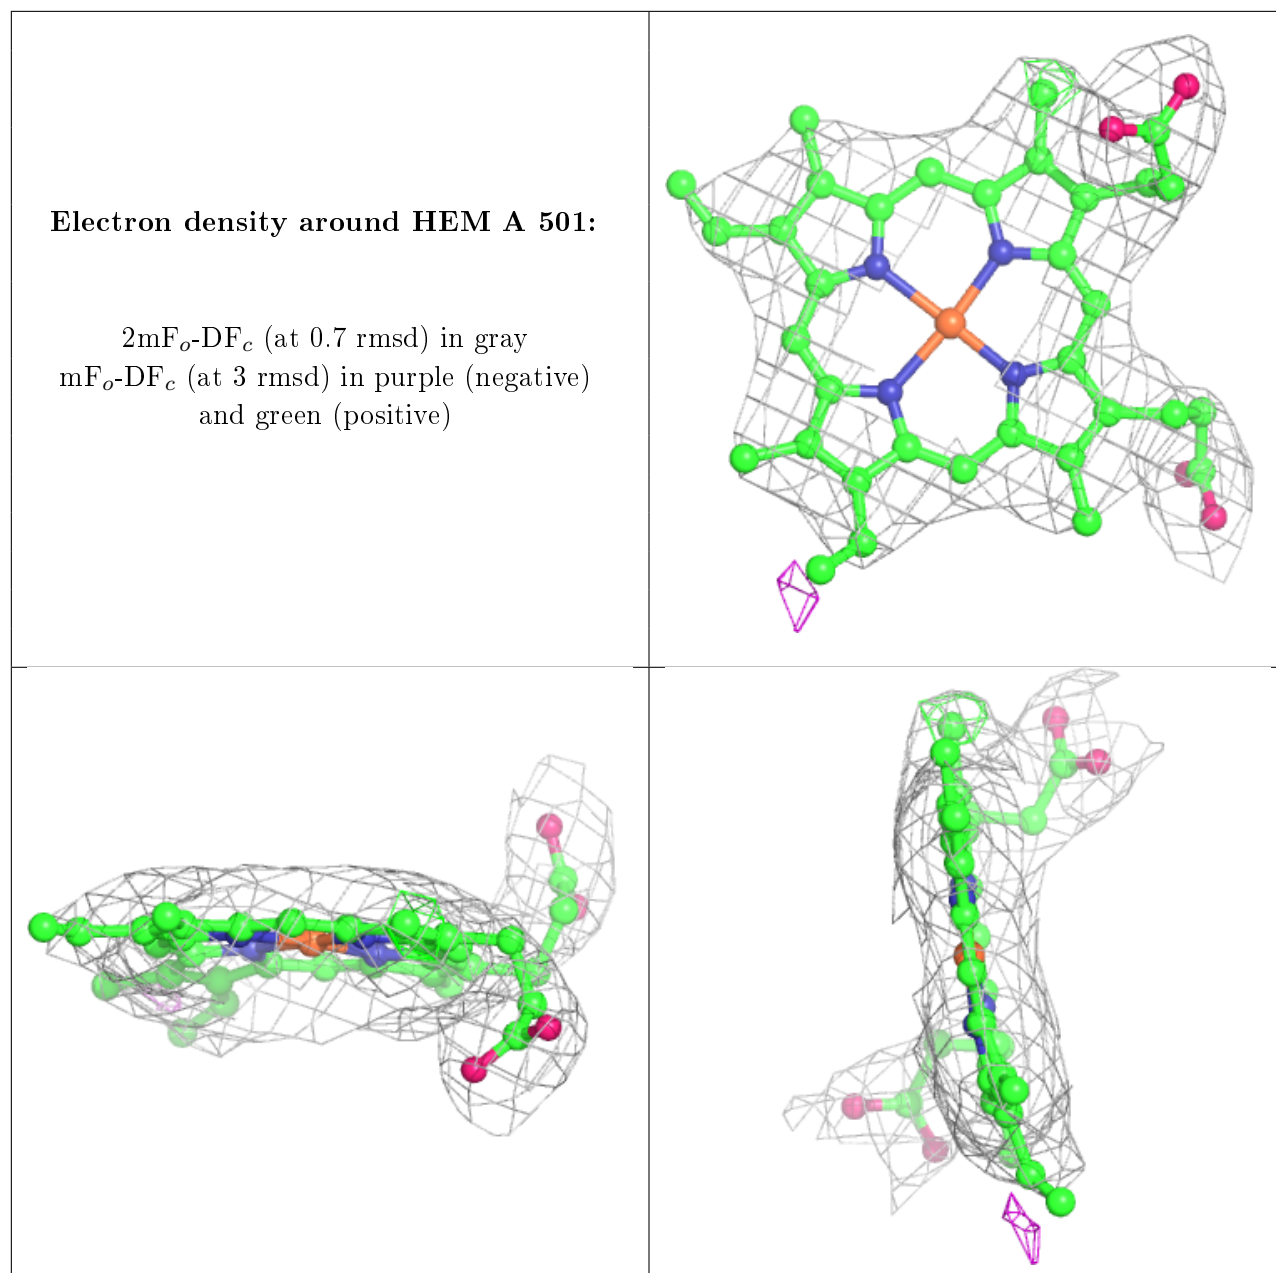 Electron density around HEM A 501:
2mFₒ-DF𝑐 (at 0.7 rmsd) in gray
mFₒ-DF𝑐 (at 3 rmsd) in purple (negative)
and green (positive)